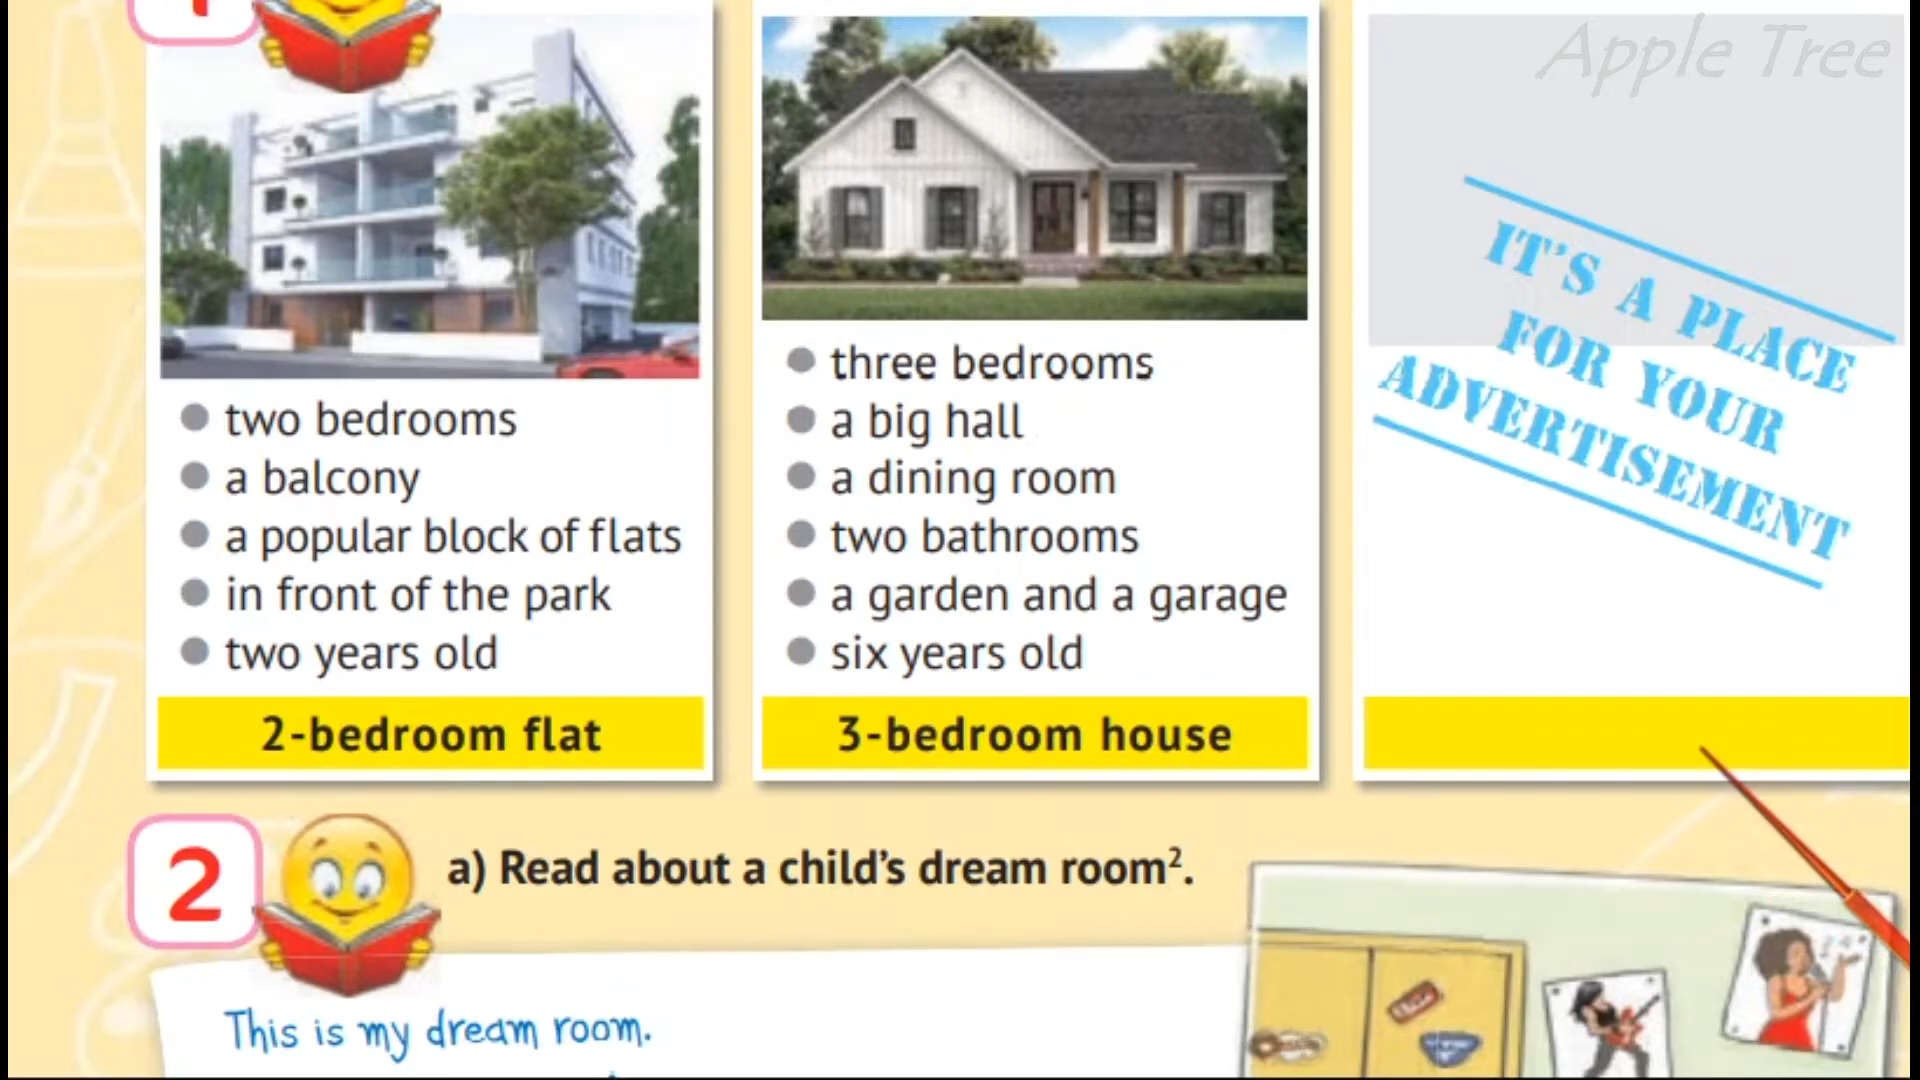 1
Apple Tree
two bedrooms
a balcony
a popular block of flats
in front of the park
two years old
2-bedroom flat
three bedrooms
a big hall
a dining room
two bathrooms
a garden and a garage
six years old
3-bedroom house
IT'S A PLACE
FOR YOUR
ADVERTISEMENT
2
a) Read about a child's dream room².
This is my dream room.